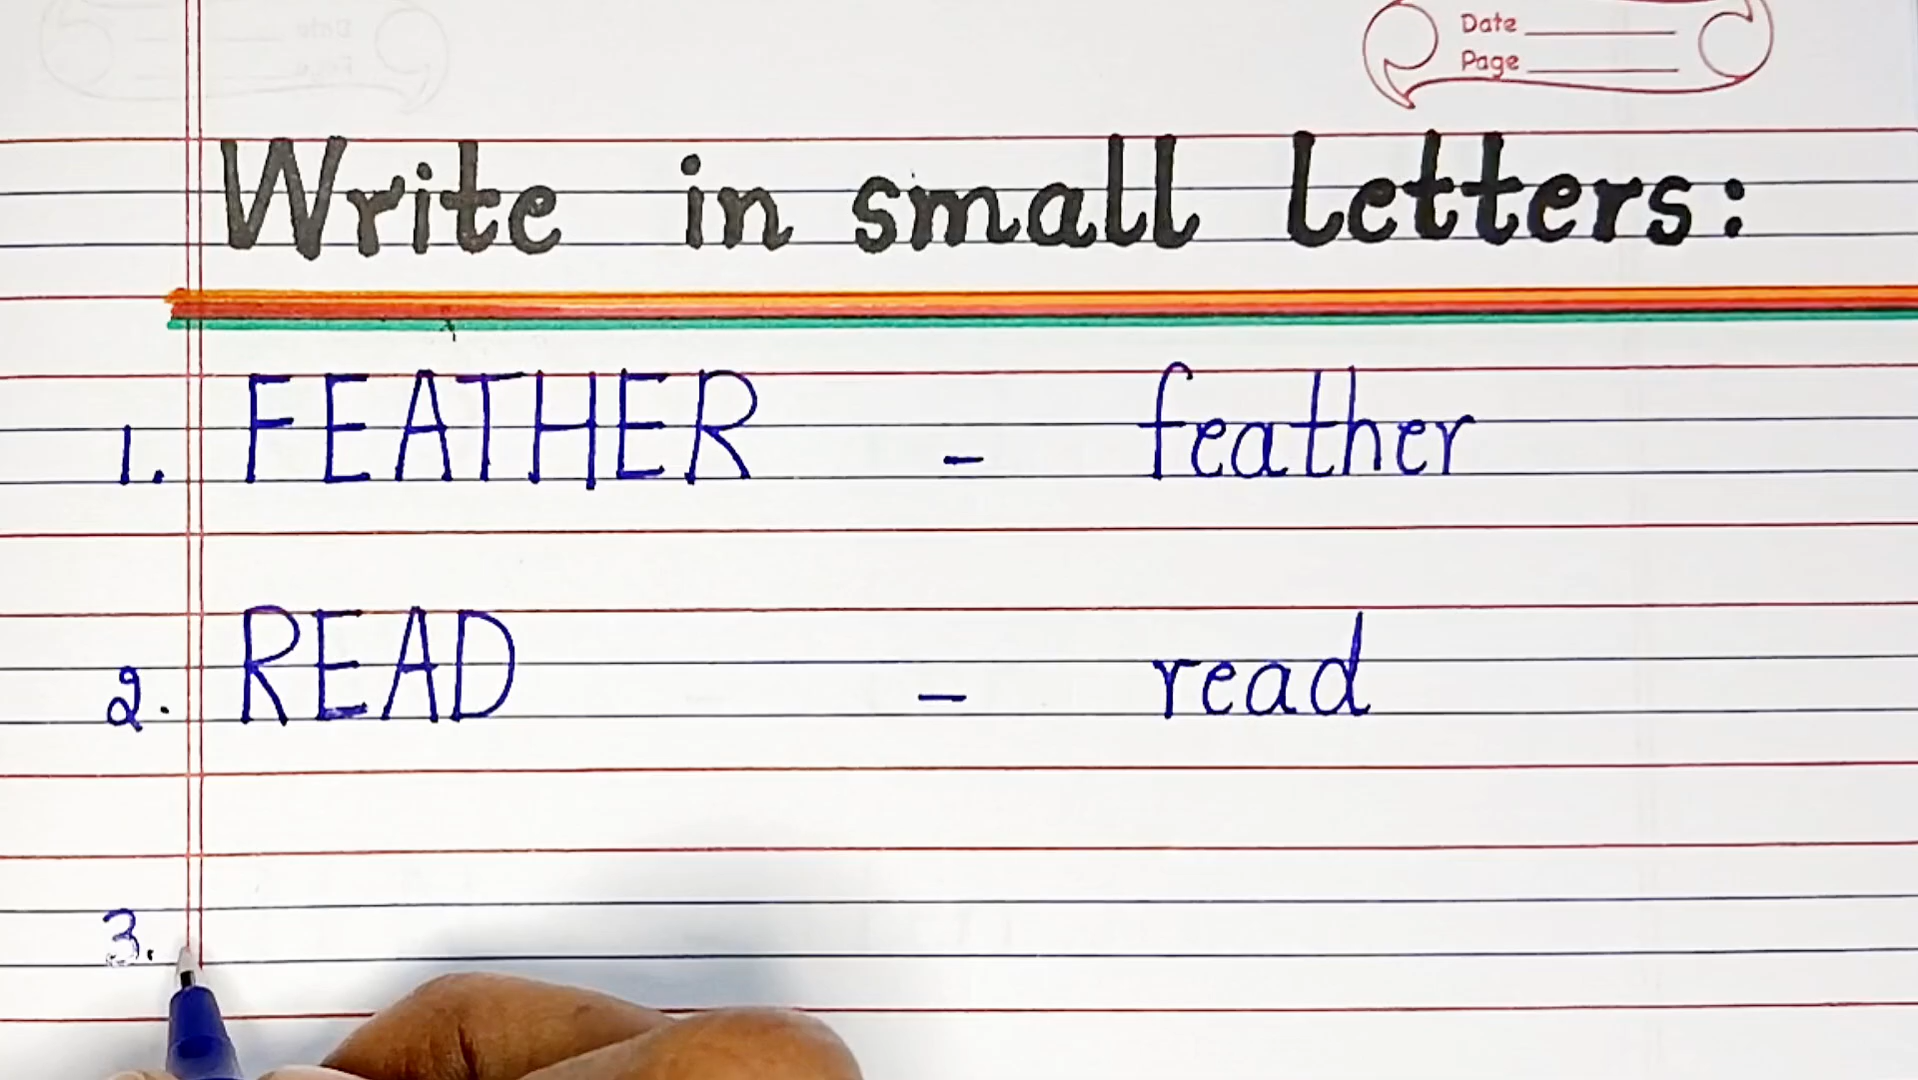 Date
Page
Write in small letters:
1. FEATHER - feather
2. READ - read
3.